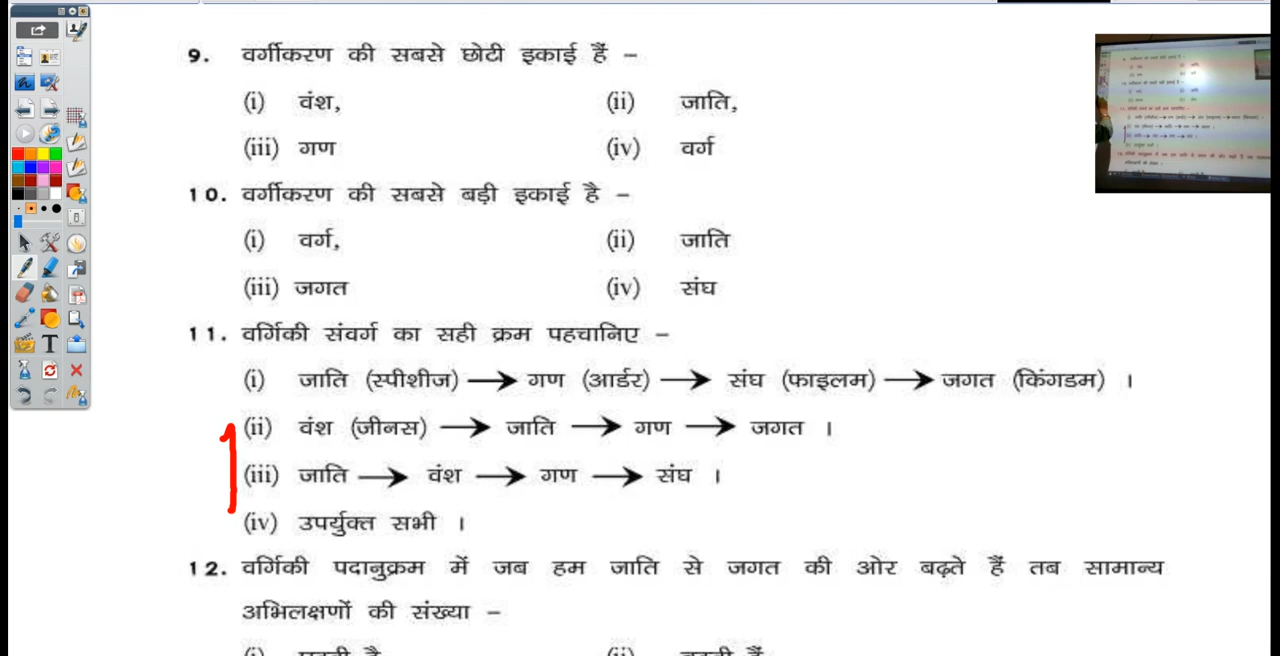 9. वर्गीकरण की सबसे छोटी इकाई हैं –
(i) वंश, (ii) जाति,
(iii) गण (iv) वर्ग
10. वर्गीकरण की सबसे बड़ी इकाई है –
(i) वर्ग, (ii) जाति
(iii) जगत (iv) संघ
11. वर्गिकी संवर्ग का सही क्रम पहचानिए –
(i) जाति (स्पीशीज) → गण (आर्डर) → संघ (फाइलम) → जगत (किंगडम) ।
(ii) वंश (जीनस) → जाति → गण → जगत ।
(iii) जाति → वंश → गण → संघ ।
(iv) उपर्युक्त सभी ।
12. वर्गिकी पदानुक्रम में जब हम जाति से जगत की ओर बढ़ते हैं तब सामान्य
अभिलक्षणों की संख्या –